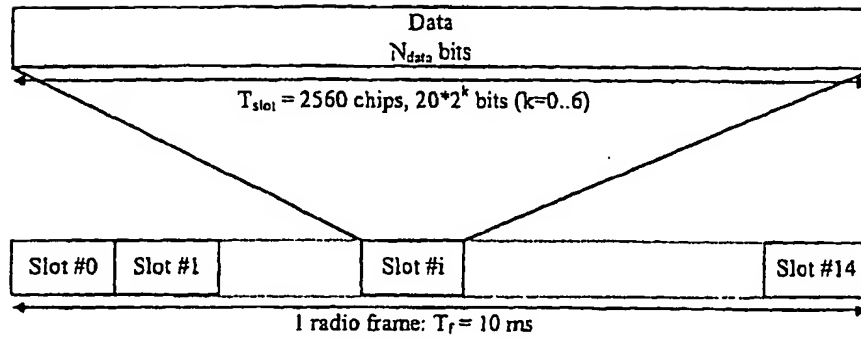 Data
N_data bits
T_slot = 2560 chips, 20*2^k bits (k=0..6)
Slot #0 Slot #1 Slot #i Slot #14
1 radio frame: T_f = 10 ms